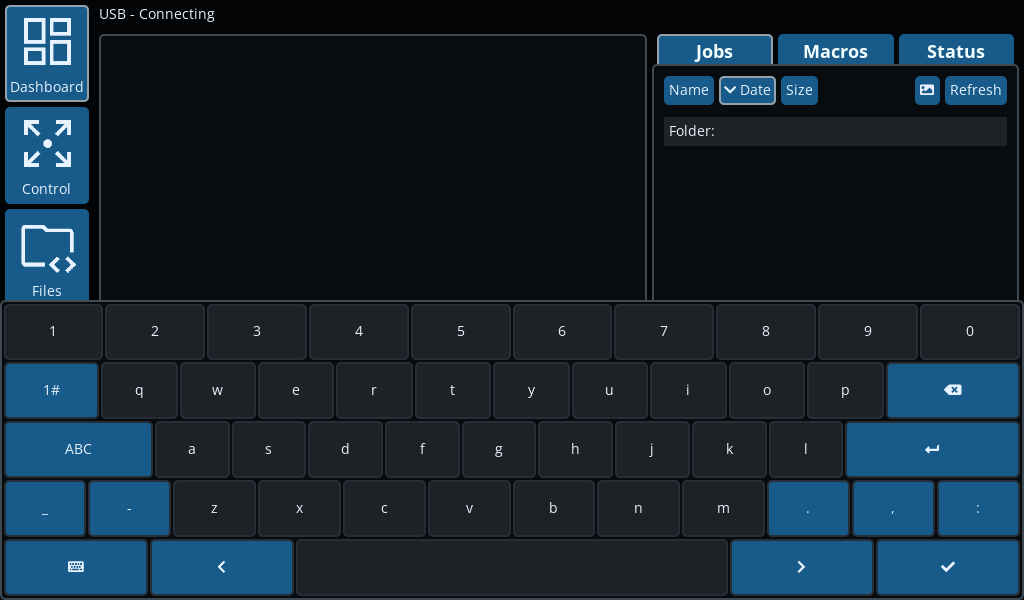 USB - Connecting
Dashboard
Control
Files
Jobs Macros Status
Name Date Size Refresh
Folder:
1 2 3 4 5 6 7 8 9 0
1# q w e r t y u i o p
ABC a s d f g h j k l
_ - z x c v b n m . , :